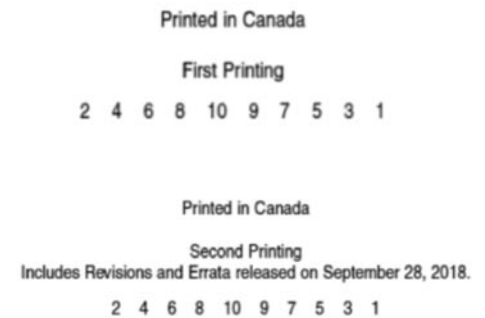 Printed in Canada
First Printing
2 4 6 8 10 9 7 5 3 1
Printed in Canada
Second Printing
Includes Revisions and Errata released on September 28, 2018.
2 4 6 8 10 9 7 5 3 1